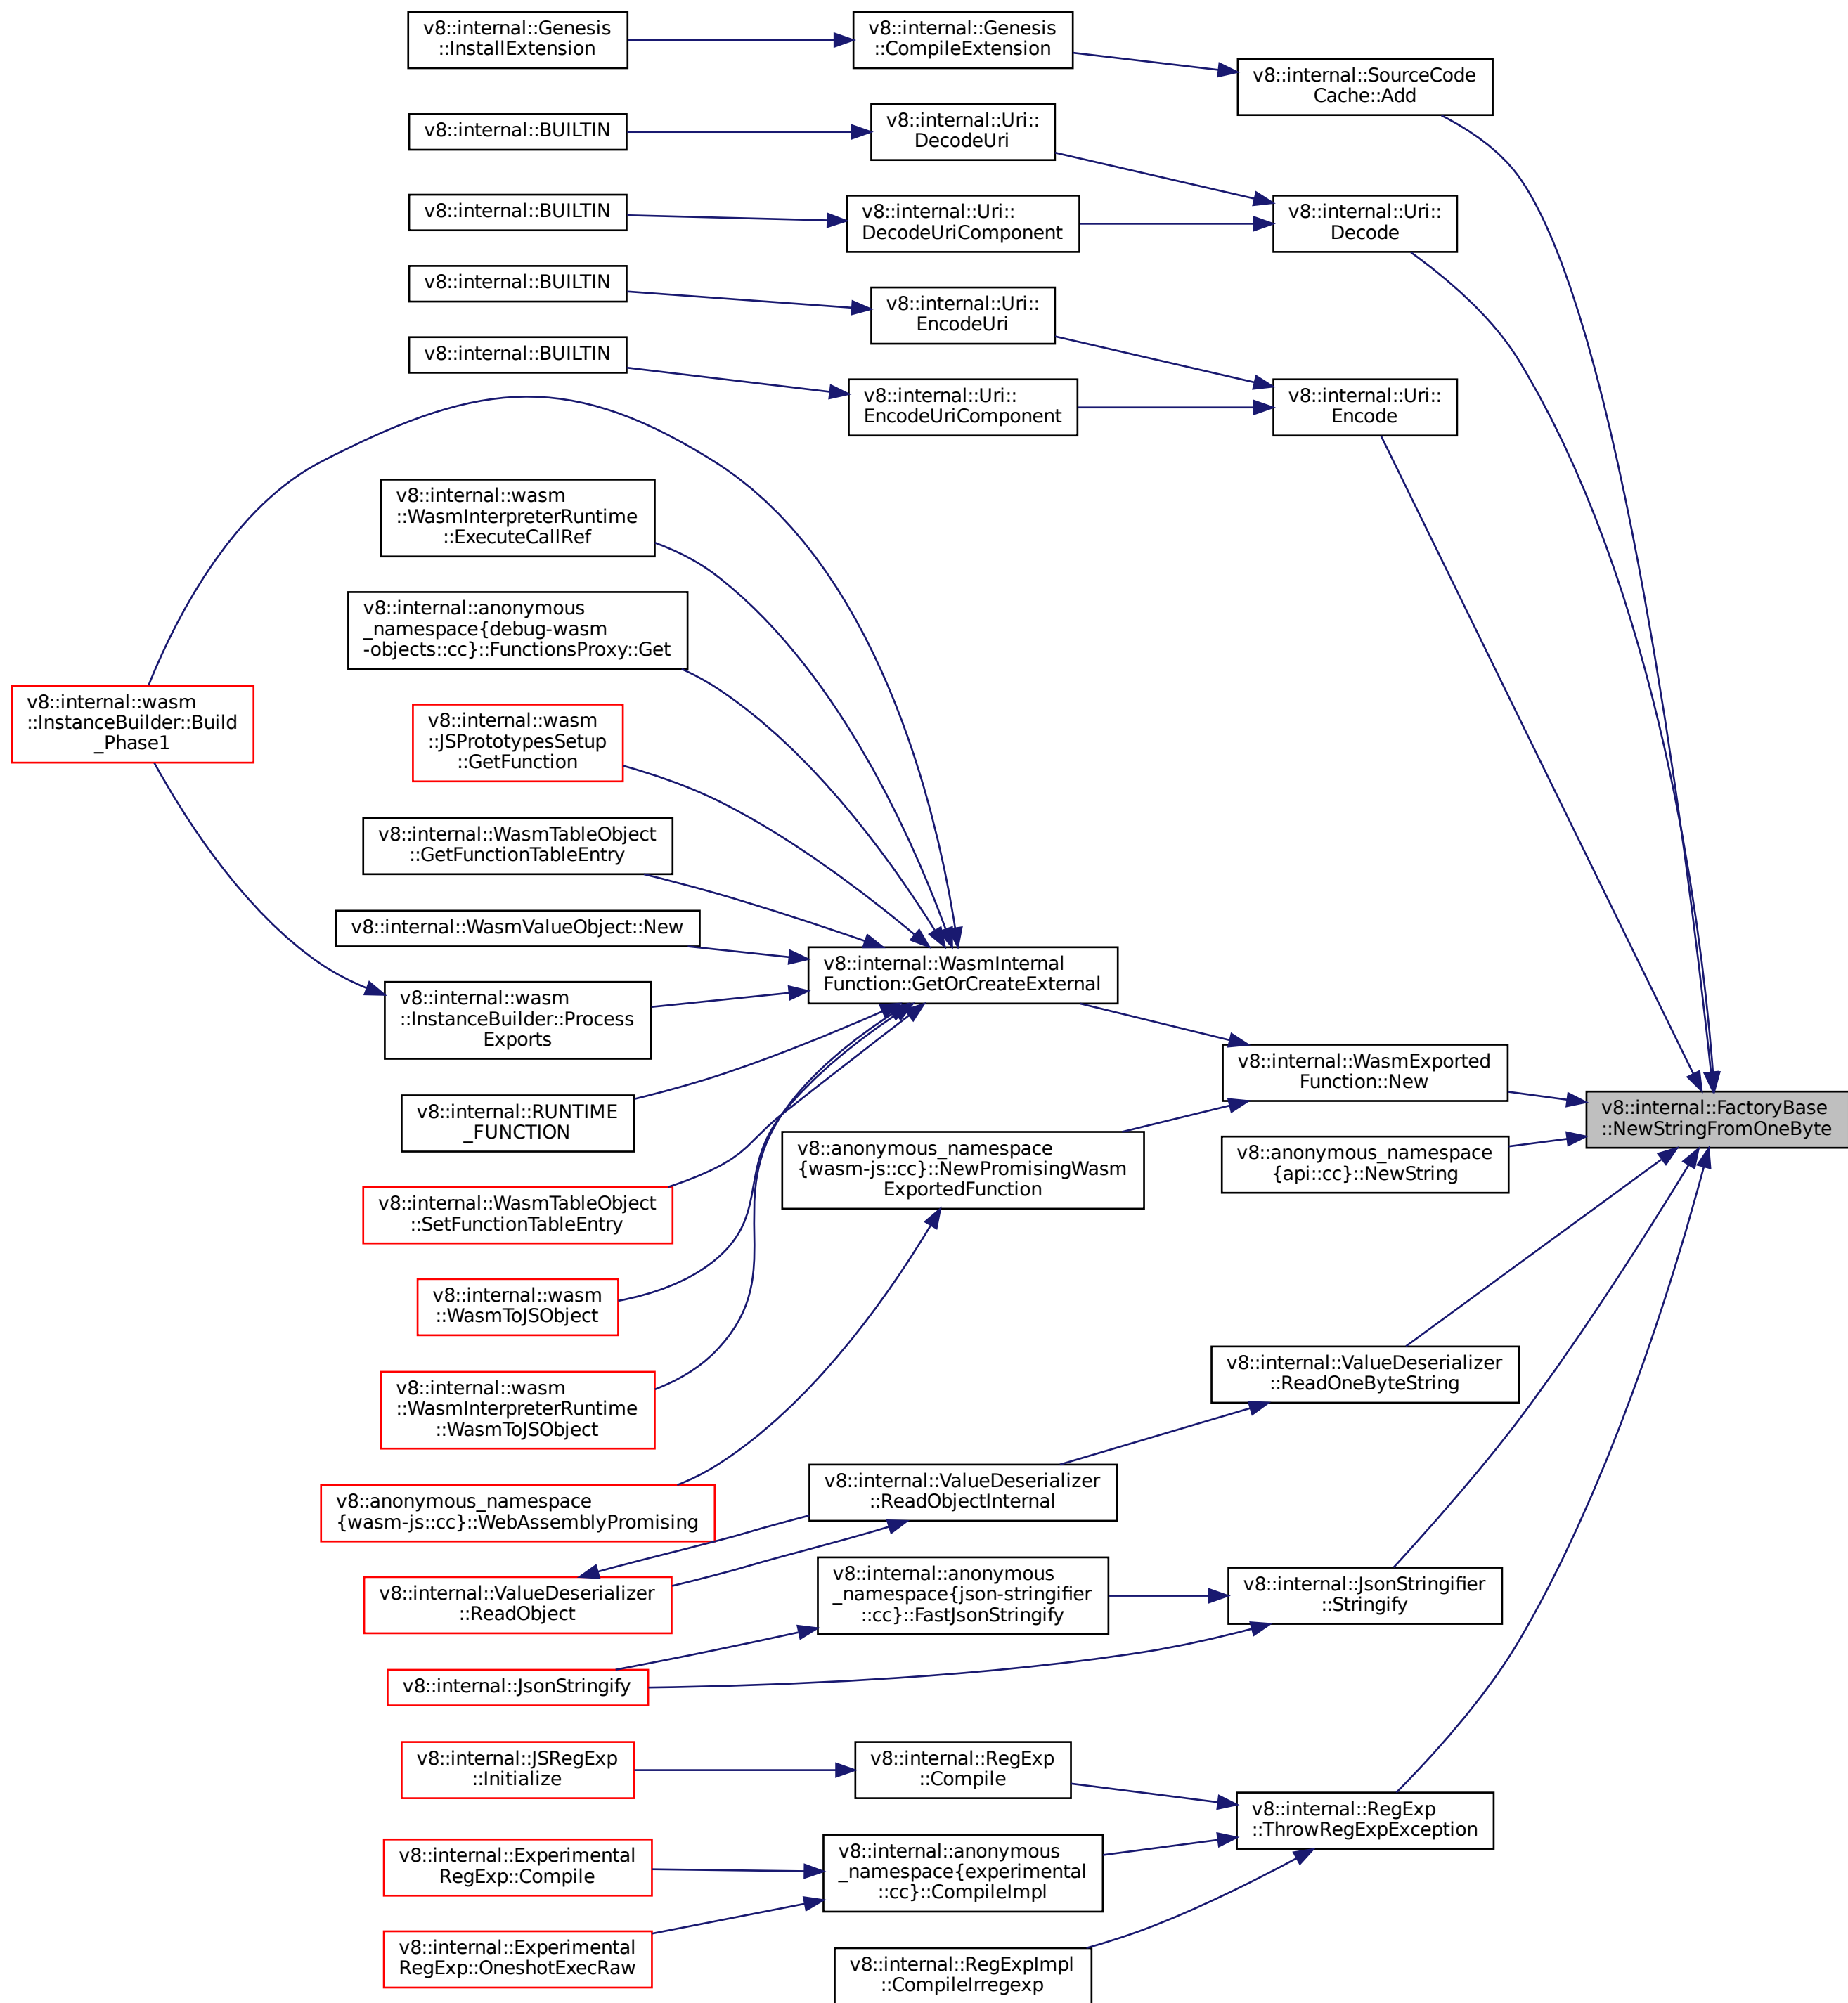 v8::internal::Genesis
::InstallExtension
v8::internal::Genesis
::CompileExtension
v8::internal::SourceCode
Cache::Add
v8::internal::BUILTIN
v8::internal::Uri::
DecodeUri
v8::internal::BUILTIN
v8::internal::Uri::
DecodeUriComponent
v8::internal::Uri::
Decode
v8::internal::BUILTIN
v8::internal::Uri::
EncodeUri
v8::internal::BUILTIN
v8::internal::Uri::
EncodeUriComponent
v8::internal::Uri::
Encode
v8::internal::wasm
::WasmInterpreterRuntime
::ExecuteCallRef
v8::internal::anonymous
_namespace{debug-wasm
-objects::cc}::FunctionsProxy::Get
v8::internal::wasm
::InstanceBuilder::Build
_Phase1
v8::internal::wasm
::JSPrototypesSetup
::GetFunction
v8::internal::WasmTableObject
::GetFunctionTableEntry
v8::internal::WasmValueObject::New
v8::internal::WasmInternal
Function::GetOrCreateExternal
v8::internal::wasm
::InstanceBuilder::Process
Exports
v8::internal::WasmExported
Function::New
v8::internal::FactoryBase
::NewStringFromOneByte
v8::internal::RUNTIME
_FUNCTION
v8::anonymous_namespace
{wasm-js::cc}::NewPromisingWasm
ExportedFunction
v8::anonymous_namespace
{api::cc}::NewString
v8::internal::WasmTableObject
::SetFunctionTableEntry
v8::internal::wasm
::WasmToJSObject
v8::internal::ValueDeserializer
::ReadOneByteString
v8::internal::wasm
::WasmInterpreterRuntime
::WasmToJSObject
v8::anonymous_namespace
{wasm-js::cc}::WebAssemblyPromising
v8::internal::ValueDeserializer
::ReadObjectInternal
v8::internal::ValueDeserializer
::ReadObject
v8::internal::anonymous
_namespace{json-stringifier
::cc}::FastJsonStringify
v8::internal::JsonStringifier
::Stringify
v8::internal::JsonStringify
v8::internal::JSRegExp
::Initialize
v8::internal::RegExp
::Compile
v8::internal::RegExp
::ThrowRegExpException
v8::internal::Experimental
RegExp::Compile
v8::internal::anonymous
_namespace{experimental
::cc}::CompileImpl
v8::internal::Experimental
RegExp::OneshotExecRaw
v8::internal::RegExpImpl
::CompileIrregexp